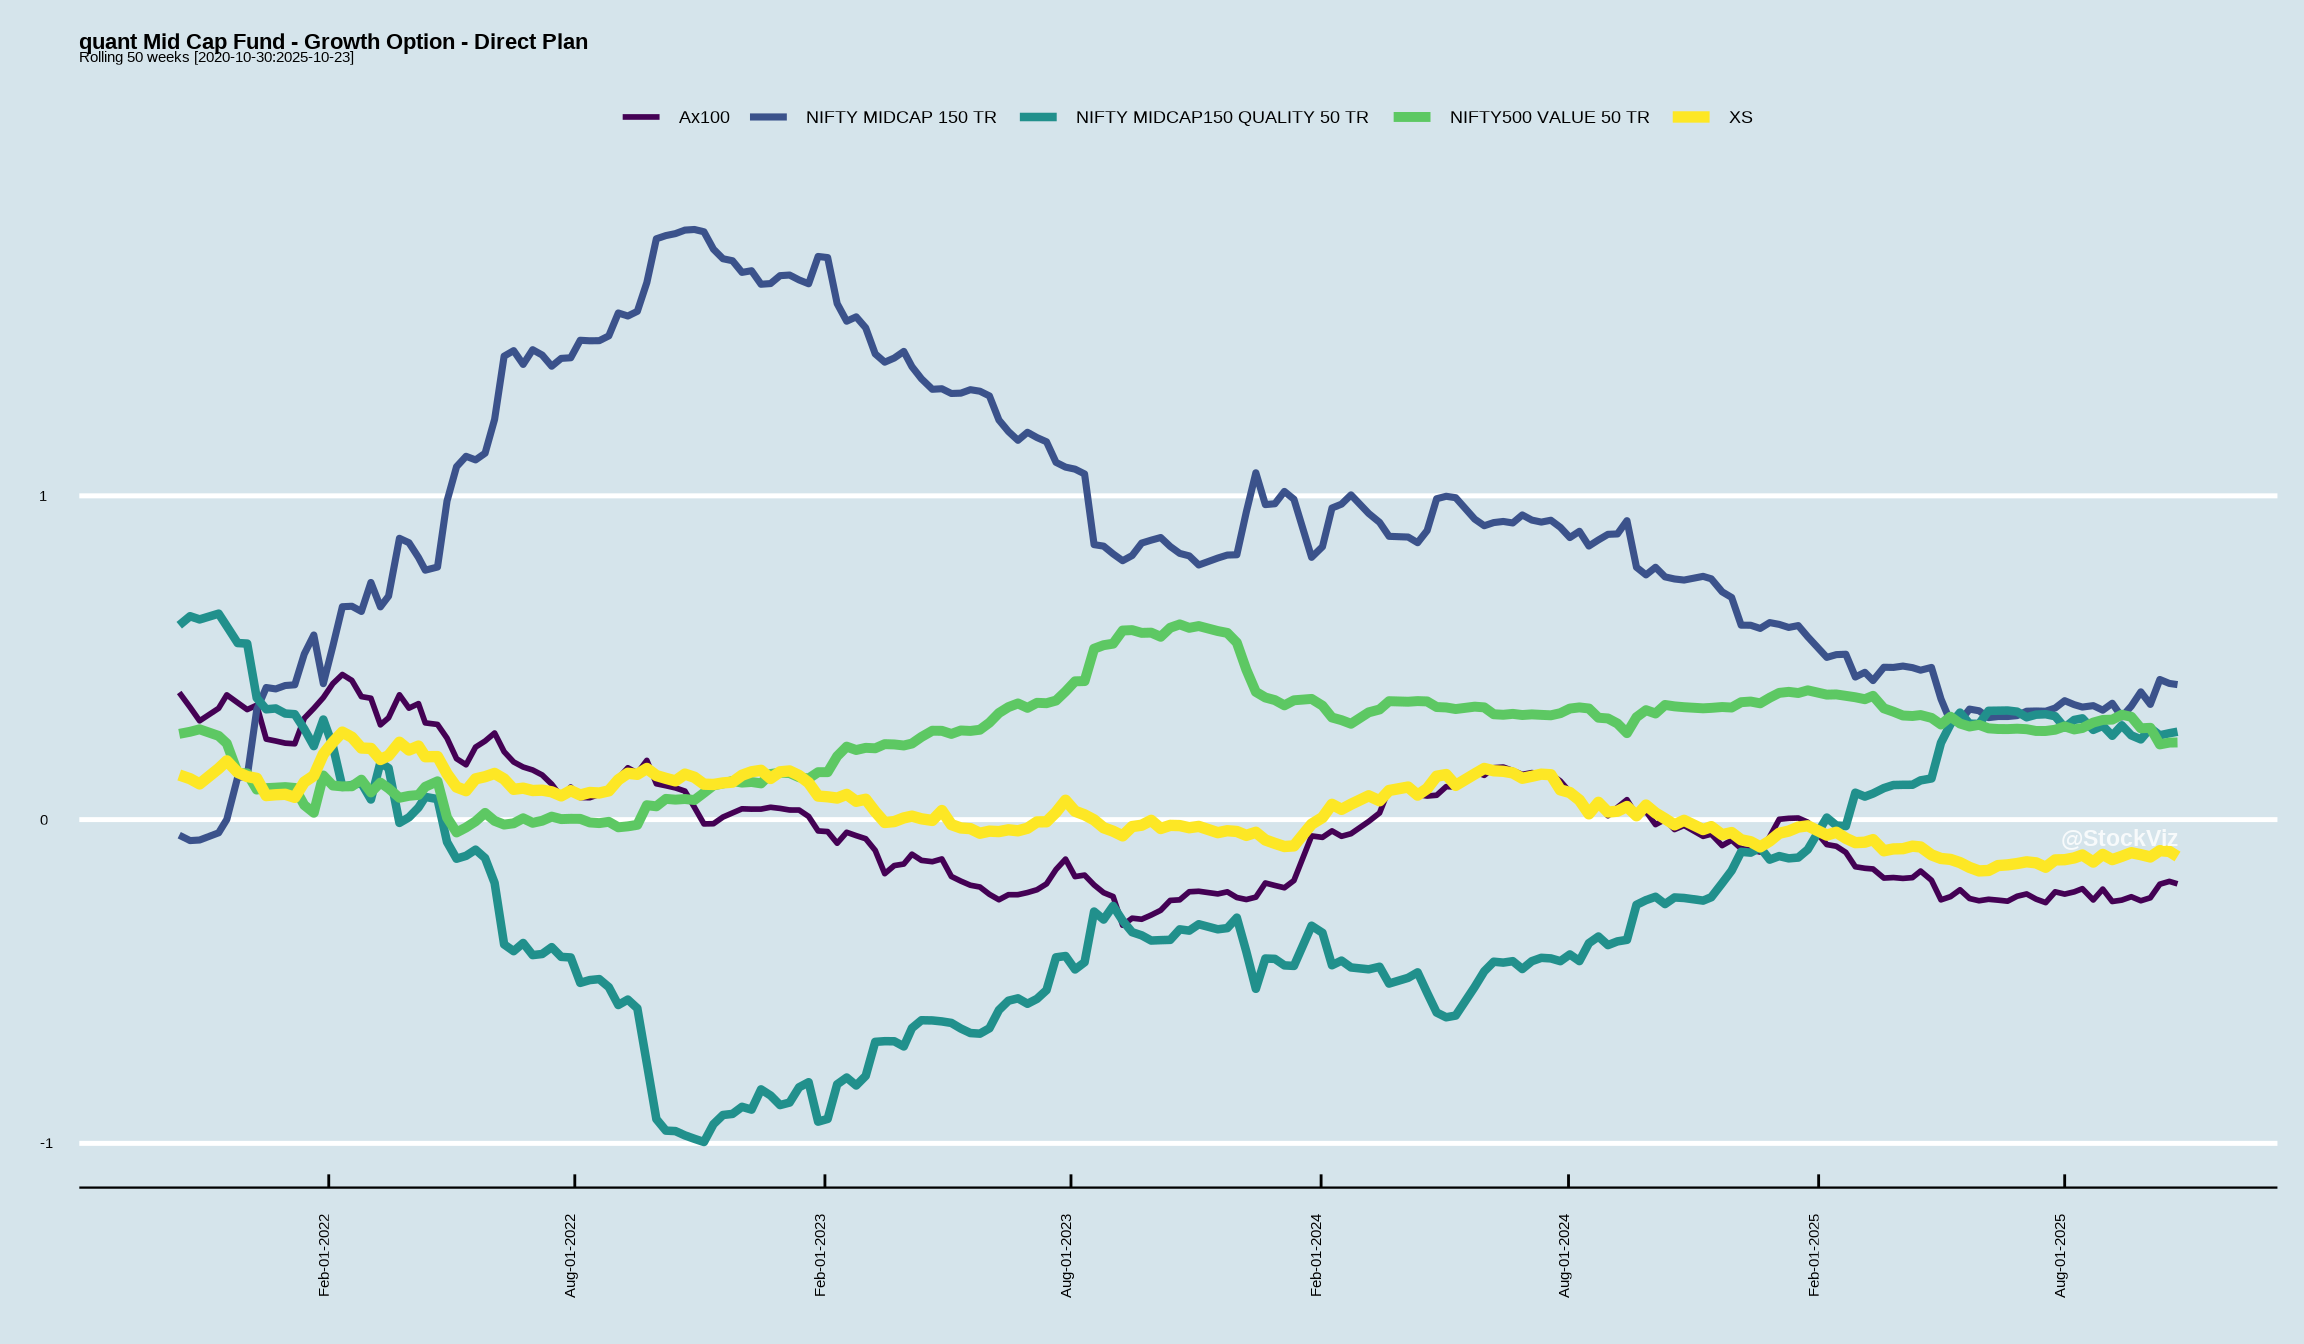 quant Mid Cap Fund - Growth Option - Direct Plan
Rolling 50 weeks [2020-10-30:2025-10-23]
Ax100 NIFTY MIDCAP 150 TR NIFTY MIDCAP150 QUALITY 50 TR NIFTY500 VALUE 50 TR XS
1
0
@StockViz
-1
Feb-01-2022
Aug-01-2022
Feb-01-2023
Aug-01-2023
Feb-01-2024
Aug-01-2024
Feb-01-2025
Aug-01-2025